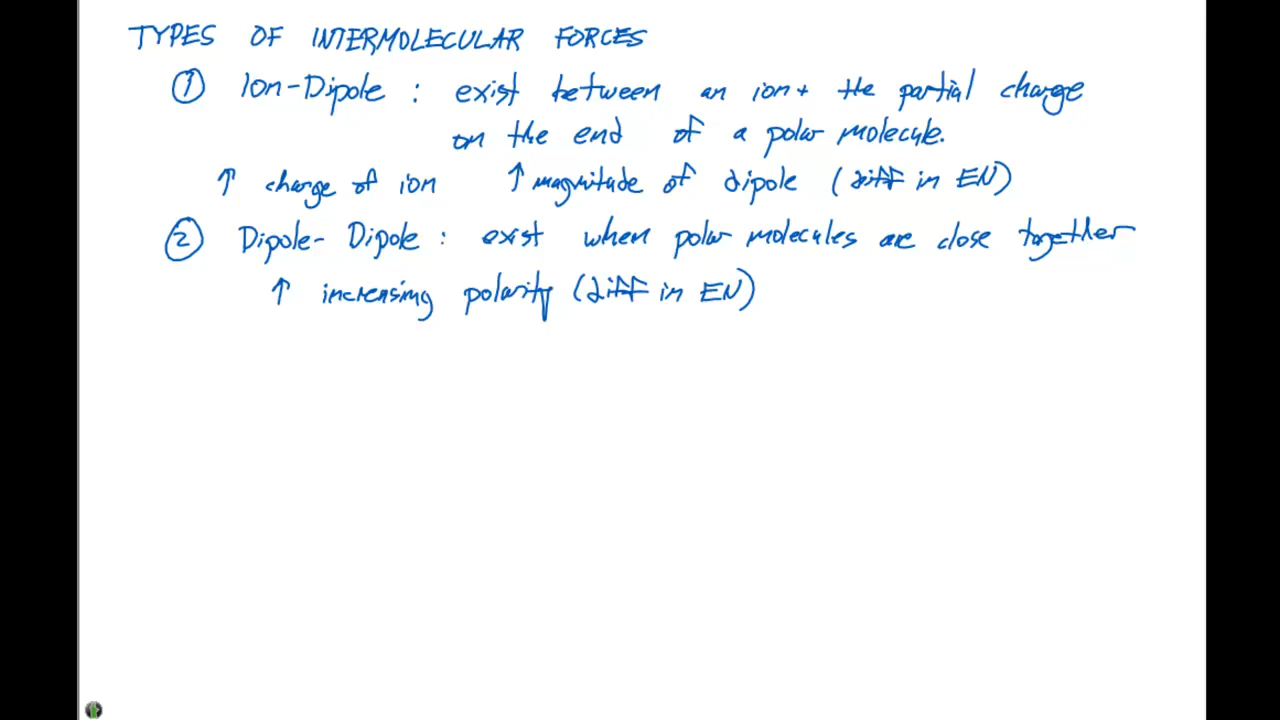 TYPES OF INTERMOLECULAR FORCES
① Ion-Dipole : exist between an ion + the partial charge
on the end of a polar molecule.
↑ charge of ion ↑ magnitude of dipole (diff in EN)
② Dipole-Dipole : exist when polar molecules are close together
↑ increasing polarity (diff in EN)